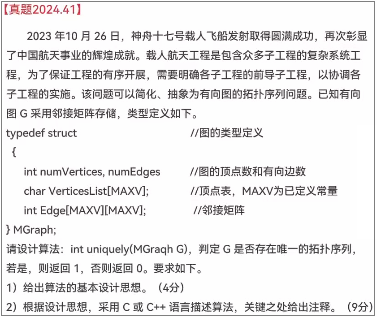 【真题2024.41】
2023 年10 月 26 日，神舟十七号载人飞船发射取得圆满成功，再次彰显
了中国航天事业的辉煌成就。载人航天工程是包含众多子工程的复杂系统工
程，为了保证工程的有序开展，需要明确各子工程的前导子工程，以协调各
子工程的实施。该问题可以简化、抽象为有向图的拓扑序列问题。已知有向
图 G 采用邻接矩阵存储，类型定义如下。
typedef struct //图的类型定义
{
int numVertices, numEdges //图的顶点数和有向边数
char VerticesList[MAXV]; //顶点表，MAXV为已定义常量
int Edge[MAXV][MAXV]; //邻接矩阵
} MGraph;
请设计算法：int uniquely(MGraqh G)，判定 G 是否存在唯一的拓扑序列，
若是，则返回 1，否则返回 0。要求如下。
1）给出算法的基本设计思想。（4分）
2）根据设计思想，采用 C 或 C++ 语言描述算法，关键之处给出注释。（9分）